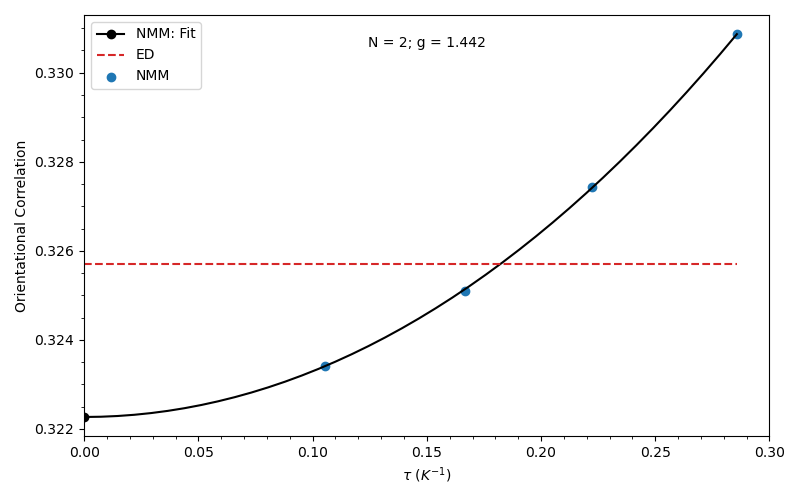 NMM: Fit
ED
NMM
N = 2; g = 1.442
Orientational Correlation
0.330
0.328
0.326
0.324
0.322
0.00 0.05 0.10 0.15 0.20 0.25 0.30
τ (K⁻¹)